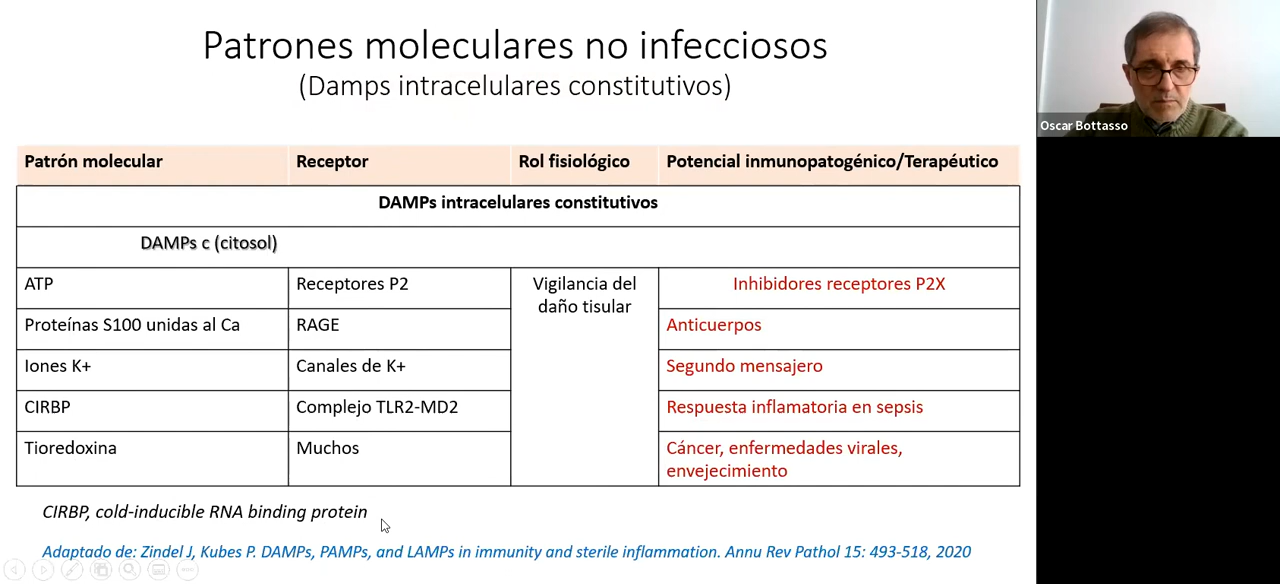 Patrones moleculares no infecciosos
(Damps intracelulares constitutivos)
Oscar Bottasso
Patrón molecular Receptor Rol fisiológico Potencial inmunopatogénico/Terapéutico
DAMPs intracelulares constitutivos
DAMPs c (citosol)
ATP Receptores P2 Vigilancia del daño tisular Inhibidores receptores P2X
Proteínas S100 unidas al Ca RAGE Anticuerpos
Iones K+ Canales de K+ Segundo mensajero
CIRBP Complejo TLR2-MD2 Respuesta inflamatoria en sepsis
Tioredoxina Muchos Cáncer, enfermedades virales,
envejecimiento
CIRBP, cold-inducible RNA binding protein
Adaptado de: Zindel J, Kubes P. DAMPs, PAMPs, and LAMPs in immunity and sterile inflammation. Annu Rev Pathol 15: 493-518, 2020